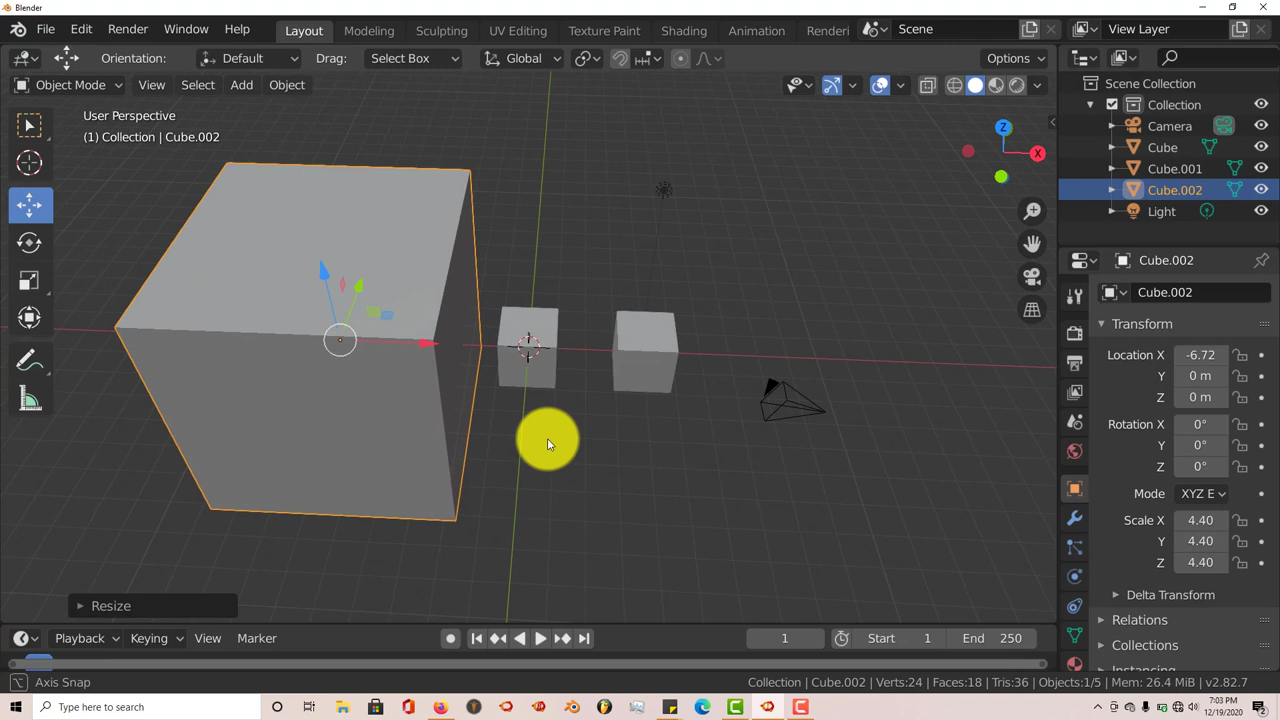 Blender
File Edit Render Window Help Layout Modeling Sculpting UV Editing Texture Paint Shading Animation Renderi Scene View Layer
Orientation: Default Drag: Select Box Global Options
Object Mode View Select Add Object
User Perspective
(1) Collection | Cube.002
Z
X
Scene Collection
Collection
Camera
Cube
Cube.001
Cube.002
Light
Cube.002
Cube.002
Transform
Location X -6.72
Y 0 m
Z 0 m
Rotation X 0°
Y 0°
Z 0°
Mode XYZ E
Scale X 4.40
Y 4.40
Z 4.40
Delta Transform
Relations
Collections
Instancing
Resize
Playback Keying View Marker 1 Start 1 End 250
Axis Snap Collection | Cube.002 | Verts:24 | Faces:18 | Tris:36 | Objects:1/5 | Mem: 26.4 MiB | v2.82.7
Type here to search
7:03 PM
12/19/2020